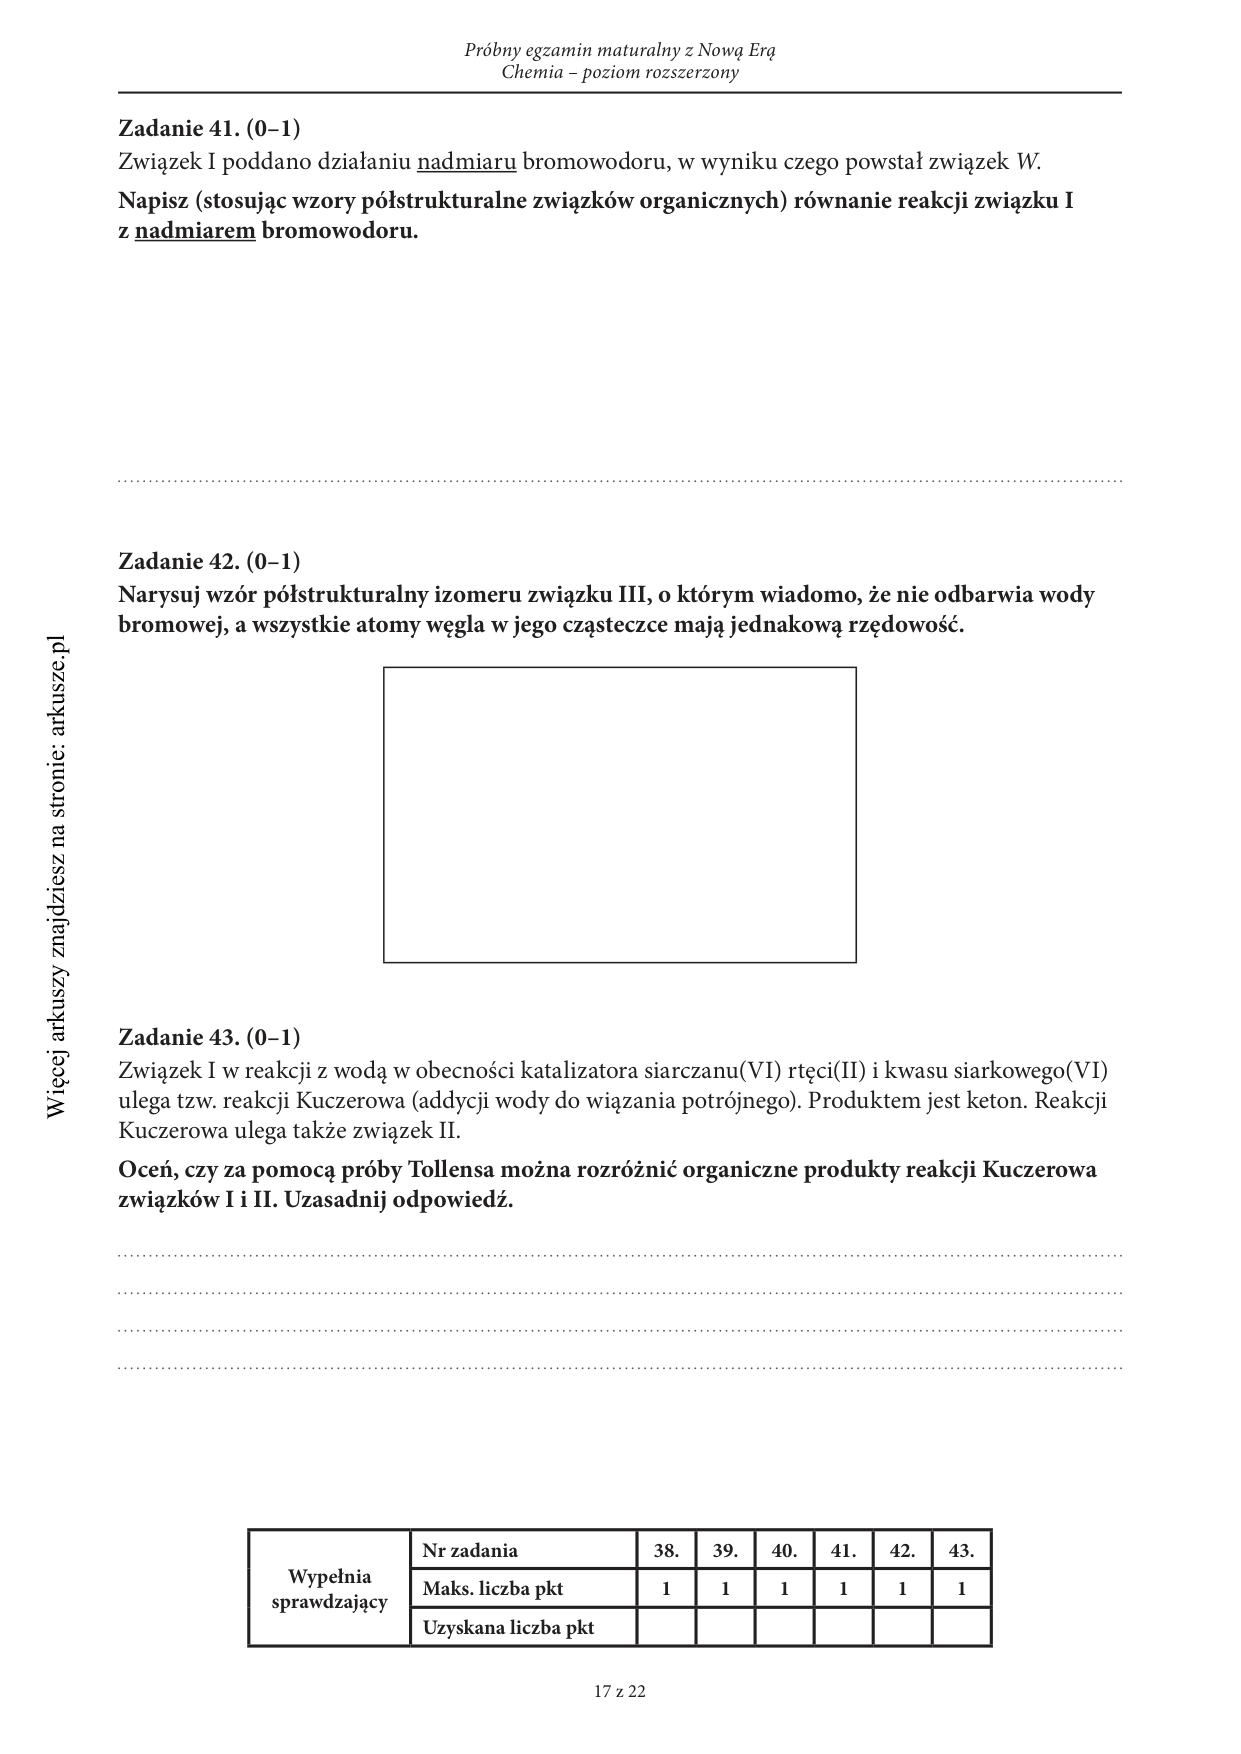 Próbny egzamin maturalny z Nową Erą
Chemia – poziom rozszerzony
Zadanie 41. (0–1)
Związek I poddano działaniu nadmiaru bromowodoru, w wyniku czego powstał związek W.
Napisz (stosując wzory półstrukturalne związków organicznych) równanie reakcji związku I
z nadmiarem bromowodoru.
Zadanie 42. (0–1)
Narysuj wzór półstrukturalny izomeru związku III, o którym wiadomo, że nie odbarwia wody
bromowej, a wszystkie atomy węgla w jego cząsteczce mają jednakową rzędowość.
Zadanie 43. (0–1)
Związek I w reakcji z wodą w obecności katalizatora siarczanu(VI) rtęci(II) i kwasu siarkowego(VI)
ulega tzw. reakcji Kuczerowa (addycji wody do wiązania potrójnego). Produktem jest keton. Reakcji
Kuczerowa ulega także związek II.
Oceń, czy za pomocą próby Tollensa można rozróżnić organiczne produkty reakcji Kuczerowa
związków I i II. Uzasadnij odpowiedź.
Więcej arkuszy znajdziesz na stronie: arkusze.pl
Wypełnia
sprawdzający
Nr zadania 38. 39. 40. 41. 42. 43.
Maks. liczba pkt 1 1 1 1 1 1
Uzyskana liczba pkt
17 z 22